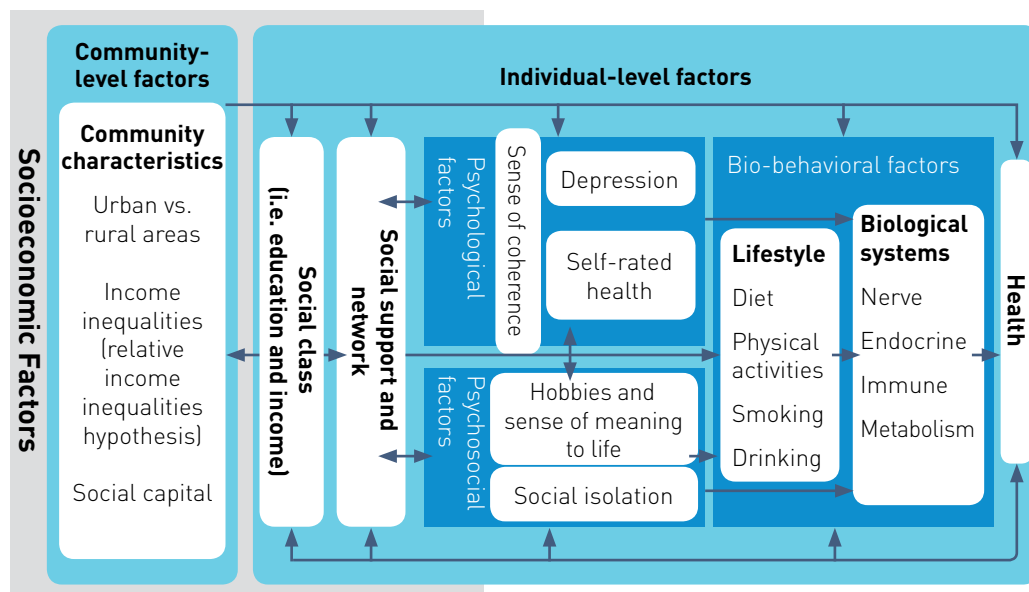 Socioeconomic Factors
Community-
level factors
Community
characteristics
Urban vs.
rural areas
Income
inequalities
(relative
income
inequalities
hypothesis)
Social capital
Individual-level factors
Social class
(i.e. education and income)
Social support and
network
Psychological
factors
Sense of coherence
Depression
Self-rated
health
Psychosocial
factors
Hobbies and
sense of meaning
to life
Social isolation
Bio-behavioral factors
Lifestyle
Diet
Physical
activities
Smoking
Drinking
Biological
systems
Nerve
Endocrine
Immune
Metabolism
Health